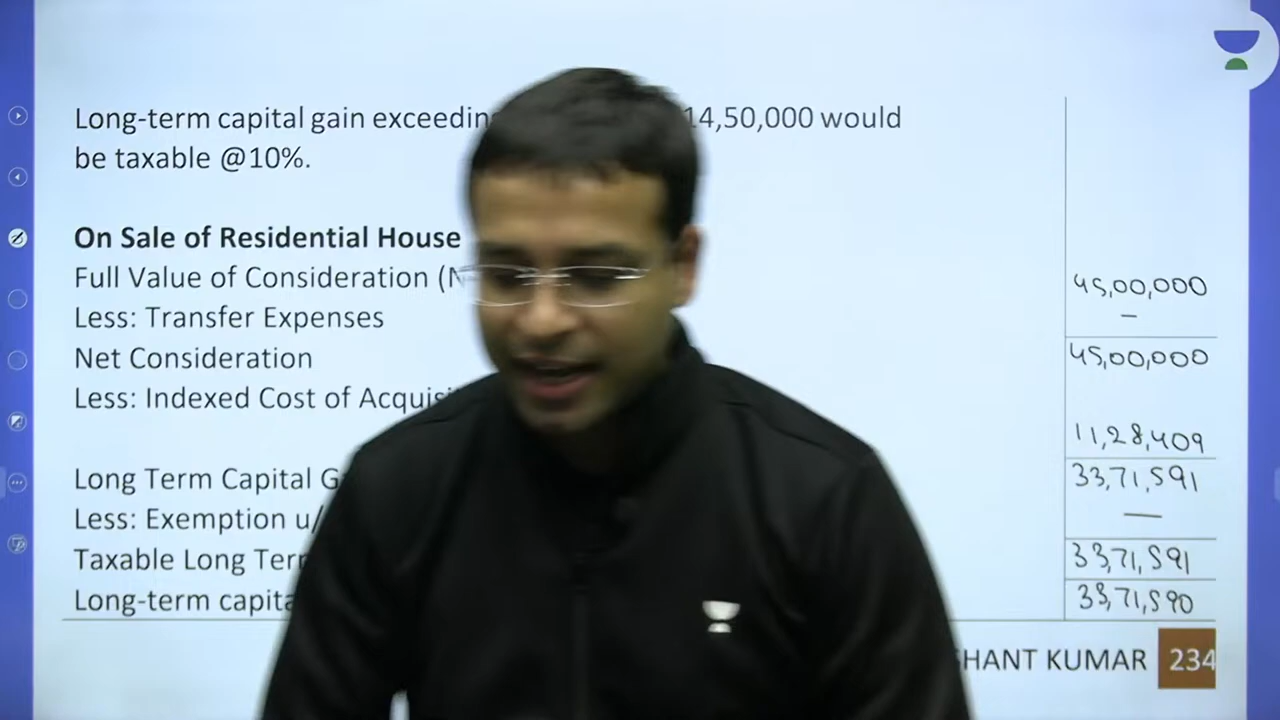 Long-term capital gain exceeding 14,50,000 would
be taxable @10%.
On Sale of Residential House
Full Value of Consideration (N
45,00,000
Less: Transfer Expenses
–
Net Consideration
45,00,000
Less: Indexed Cost of Acquisi
11,28,409
Long Term Capital G
33,71,591
Less: Exemption u/
—
Taxable Long Ter
33,71,591
Long-term capita
33,71,590
SHANT KUMAR 234